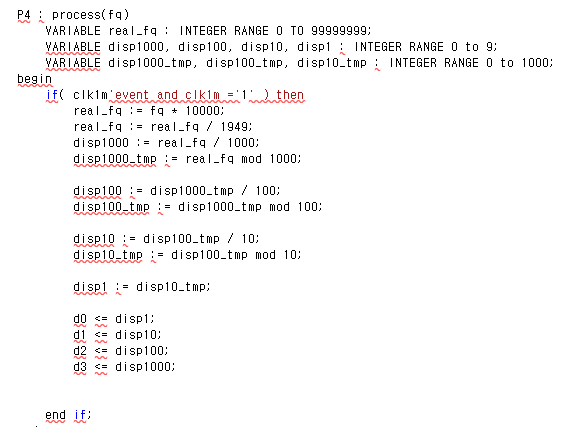 P4 : process(fq)
VARIABLE real_fq : INTEGER RANGE 0 TO 99999999;
VARIABLE disp1000, disp100, disp10, disp1 : INTEGER RANGE 0 to 9;
VARIABLE disp1000_tmp, disp100_tmp, disp10_tmp : INTEGER RANGE 0 to 1000;
begin
if( clk1m'event and clk1m ='1' ) then
real_fq := fq * 10000;
real_fq := real_fq / 1949;
disp1000 := real_fq / 1000;
disp1000_tmp := real_fq mod 1000;
disp100 := disp1000_tmp / 100;
disp100_tmp := disp1000_tmp mod 100;
disp10 := disp100_tmp / 10;
disp10_tmp := disp100_tmp mod 10;
disp1 := disp10_tmp;
d0 <= disp1;
d1 <= disp10;
d2 <= disp100;
d3 <= disp1000;
end if;